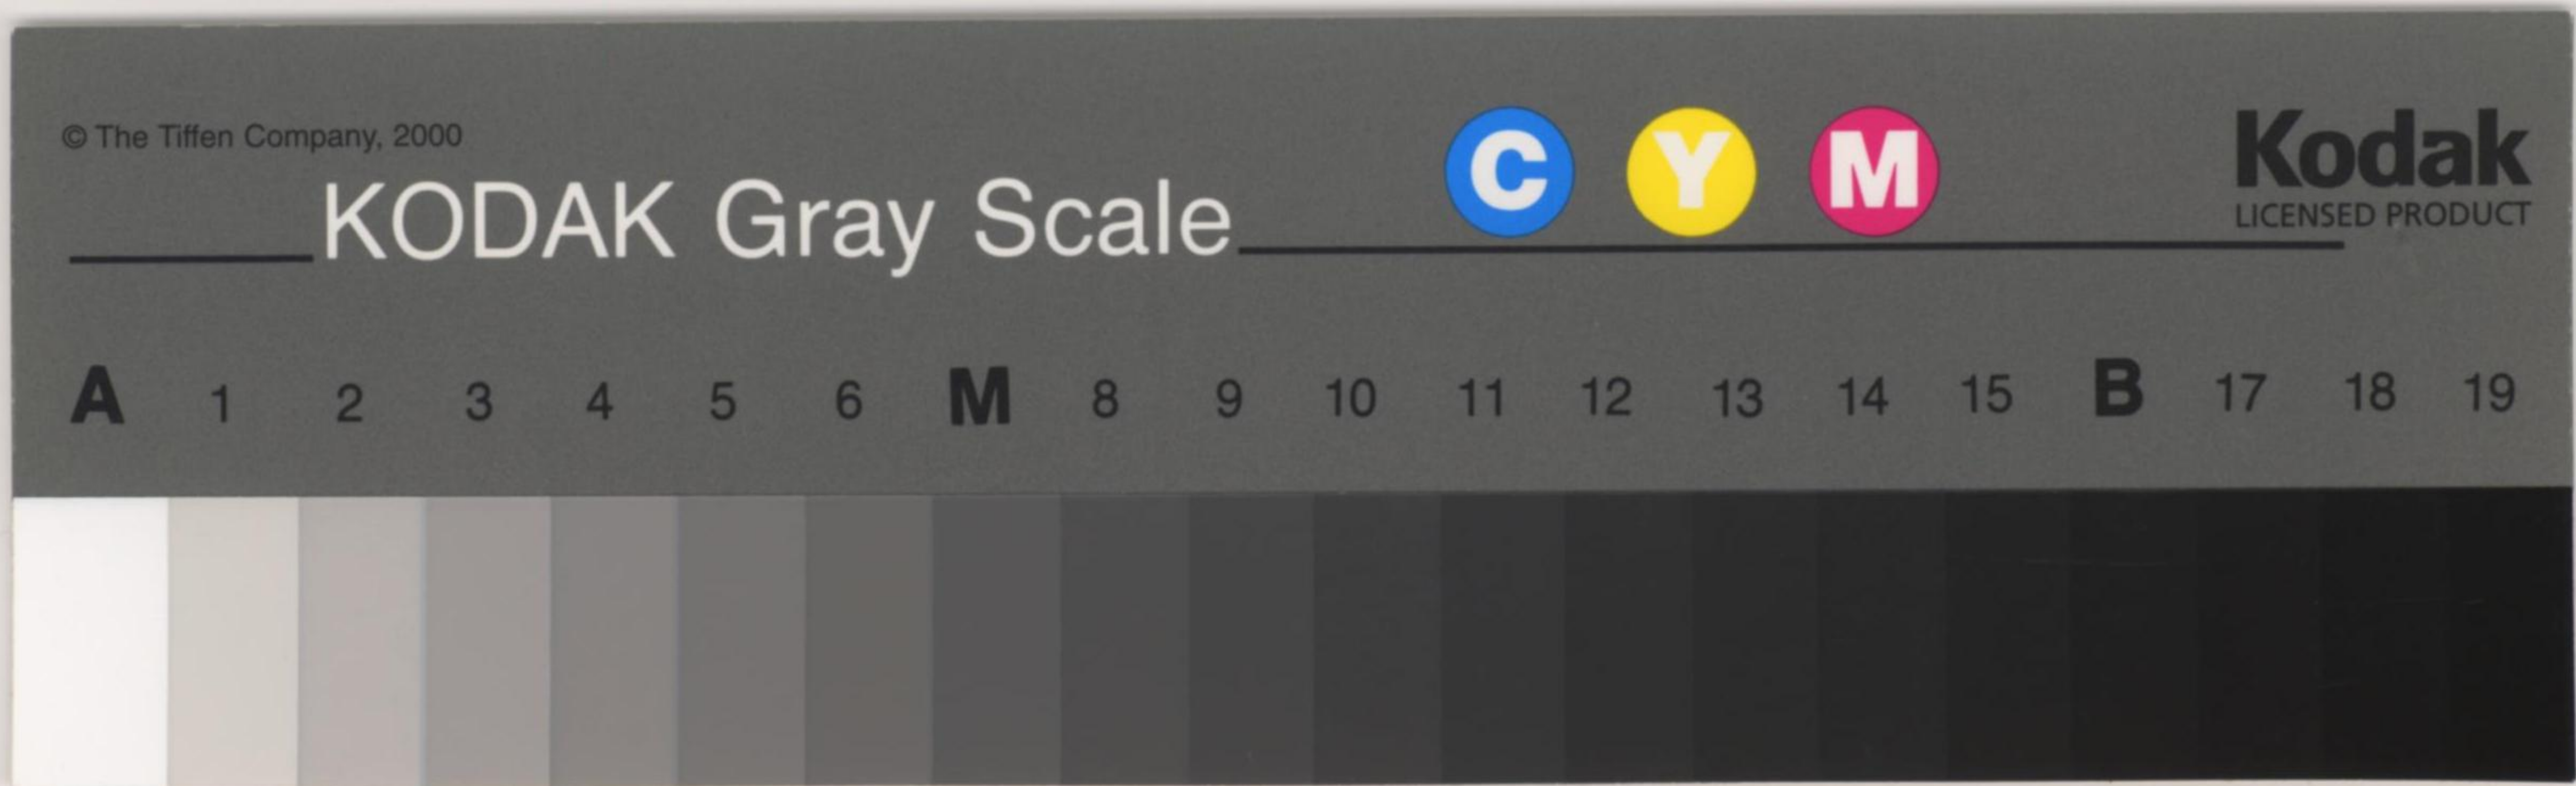 © The Tiffen Company, 2000
KODAK Gray Scale
C Y M
Kodak
LICENSED PRODUCT
A 1 2 3 4 5 6 M 8 9 10 11 12 13 14 15 B 17 18 19